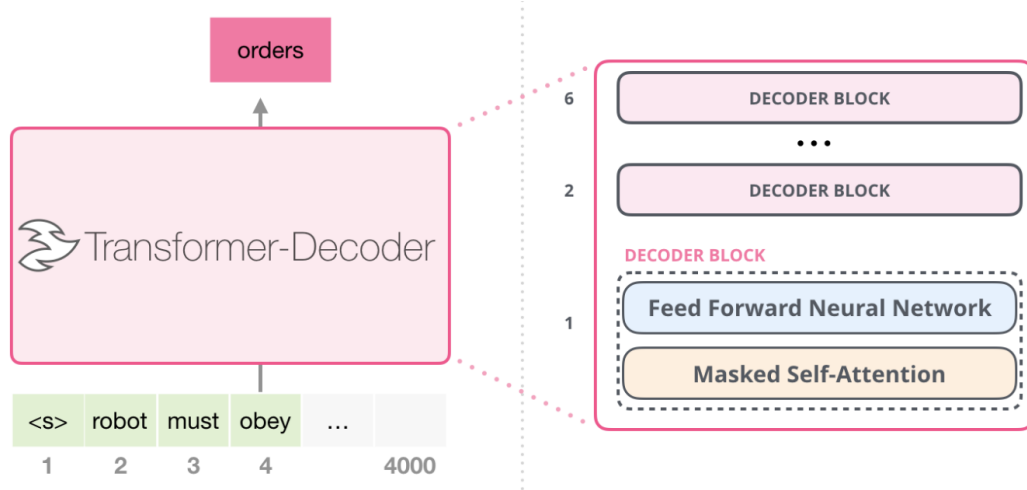 orders
Transformer-Decoder
<s> robot must obey ...
1 2 3 4 4000
6 DECODER BLOCK
...
2 DECODER BLOCK
DECODER BLOCK
1
Feed Forward Neural Network
Masked Self-Attention